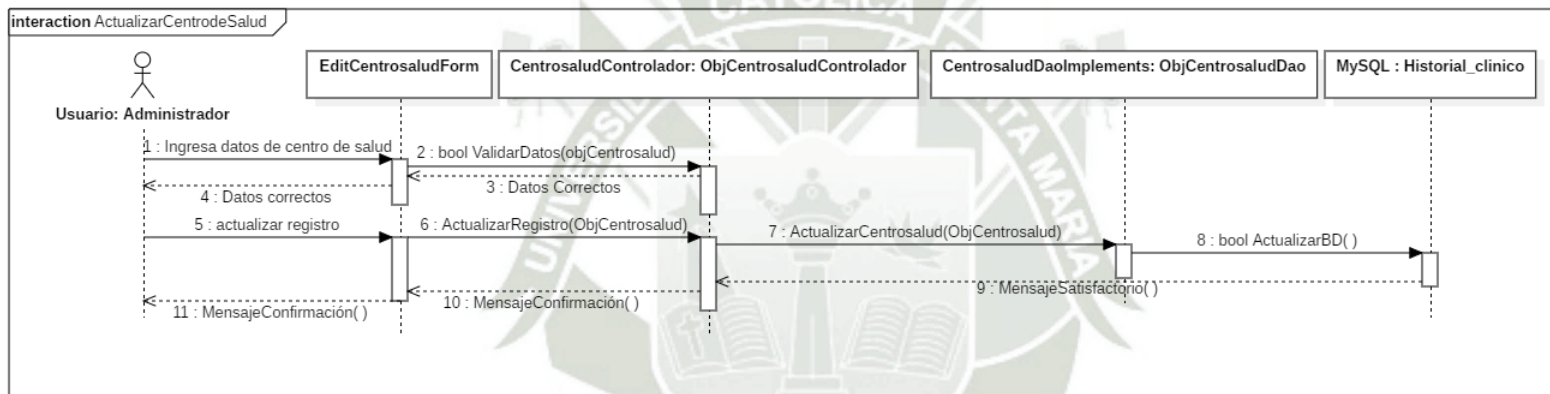 interaction ActualizarCentrodeSalud
Usuario: Administrador
EditCentrosaludForm
CentrosaludControlador: ObjCentrosaludControlador
CentrosaludDaoImplements: ObjCentrosaludDao
MySQL : Historial_clinico
1 : Ingresa datos de centro de salud
2 : bool ValidarDatos(objCentrosalud)
3 : Datos Correctos
4 : Datos correctos
5 : actualizar registro
6 : ActualizarRegistro(ObjCentrosalud)
7 : ActualizarCentrosalud(ObjCentrosalud)
8 : bool ActualizarBD( )
9 : MensajeSatisfactorio( )
10 : MensajeConfirmación( )
11 : MensajeConfirmación( )
CATOLICA
MARIA